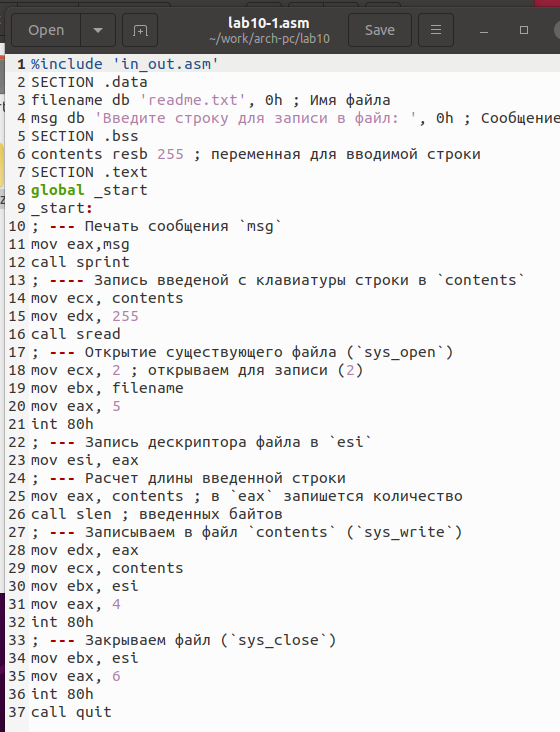 Open
lab10-1.asm
~/work/arch-pc/lab10
Save
1 %include 'in_out.asm'
2 SECTION .data
3 filename db 'readme.txt', 0h ; Имя файла
4 msg db 'Введите строку для записи в файл: ', 0h ; Сообщение
5 SECTION .bss
6 contents resb 255 ; переменная для вводимой строки
7 SECTION .text
8 global _start
9 _start:
10 ; --- Печать сообщения `msg`
11 mov eax,msg
12 call sprint
13 ; ---- Запись введеной с клавиатуры строки в `contents`
14 mov ecx, contents
15 mov edx, 255
16 call sread
17 ; --- Открытие существующего файла (`sys_open`)
18 mov ecx, 2 ; открываем для записи (2)
19 mov ebx, filename
20 mov eax, 5
21 int 80h
22 ; --- Запись дескриптора файла в `esi`
23 mov esi, eax
24 ; --- Расчет длины введенной строки
25 mov eax, contents ; в `eax` запишется количество
26 call slen ; введенных байтов
27 ; --- Записываем в файл `contents` (`sys_write`)
28 mov edx, eax
29 mov ecx, contents
30 mov ebx, esi
31 mov eax, 4
32 int 80h
33 ; --- Закрываем файл (`sys_close`)
34 mov ebx, esi
35 mov eax, 6
36 int 80h
37 call quit